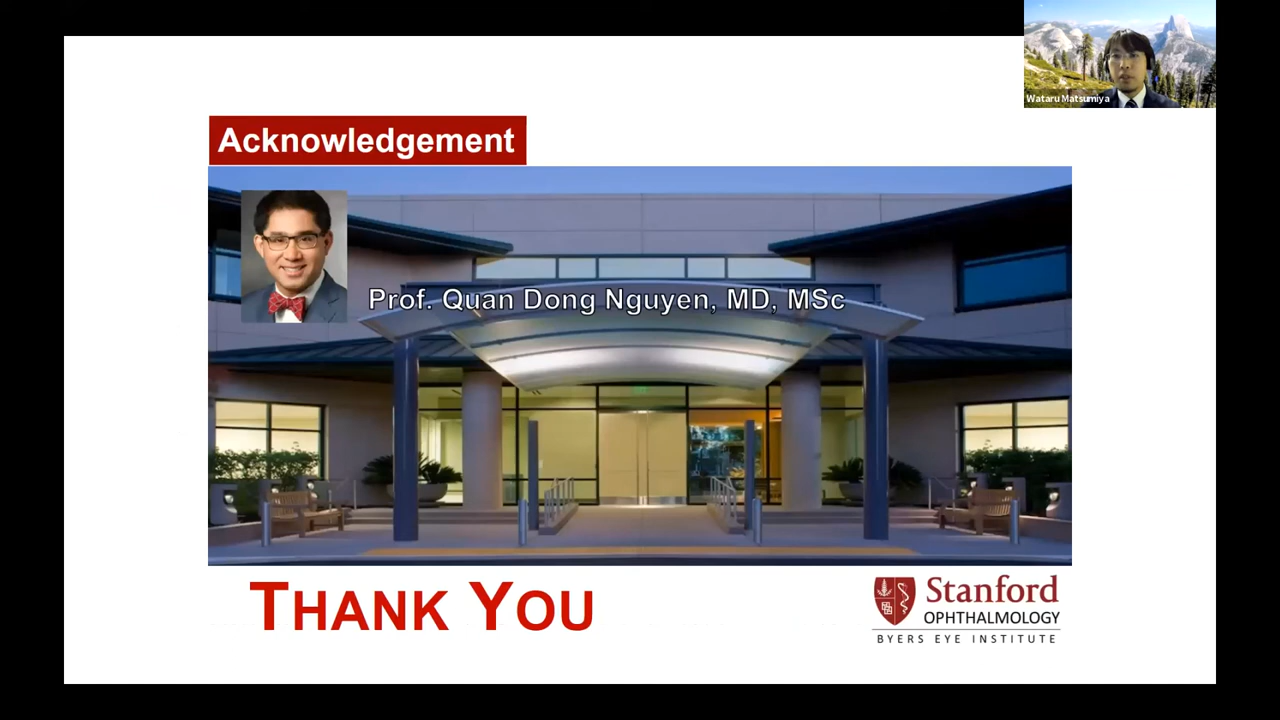 Wataru Matsumiya
Acknowledgement
Prof. Quan Dong Nguyen, MD, MSc
THANK YOU
Stanford
OPHTHALMOLOGY
BYERS EYE INSTITUTE